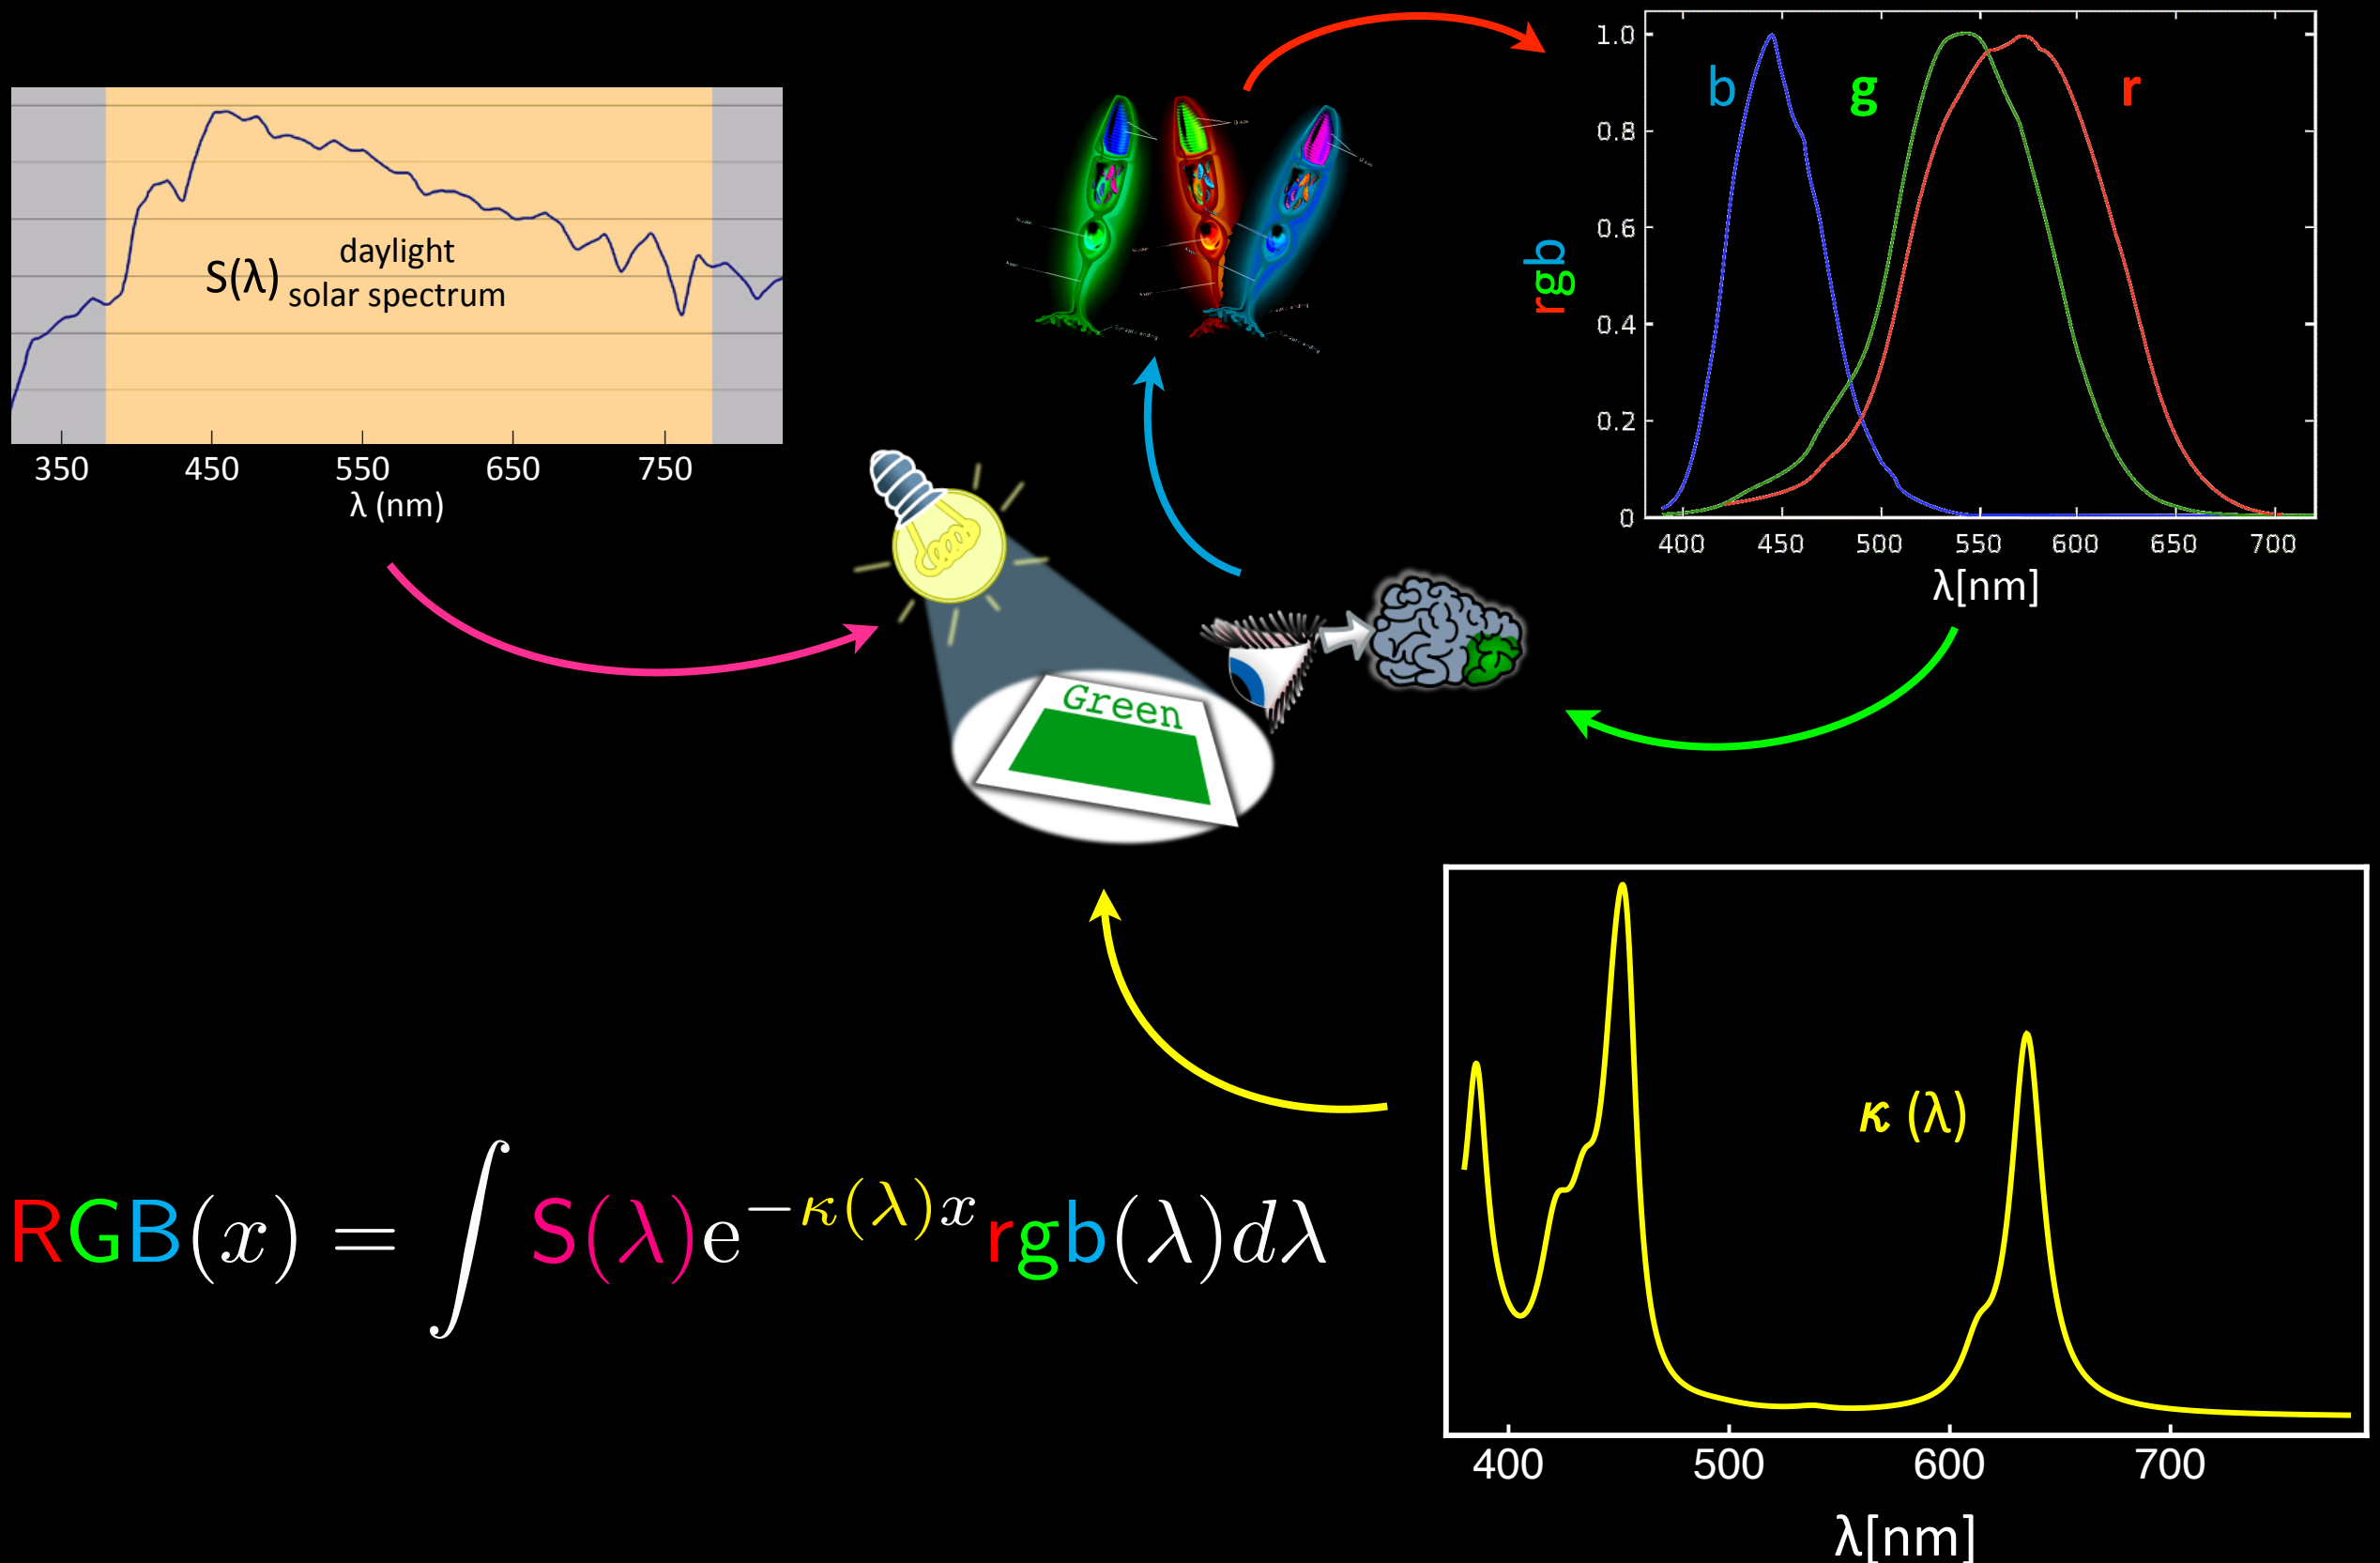 S(λ) daylight
solar spectrum
350 450 550 650 750
λ (nm)
1.0
0.8
0.6
0.4
0.2
0
rgb
b g r
400 450 500 550 600 650 700
λ[nm]
Green
κ (λ)
400 500 600 700
λ[nm]
RGB(x) = ∫ S(λ)e^{−κ(λ)x} rgb(λ)dλ